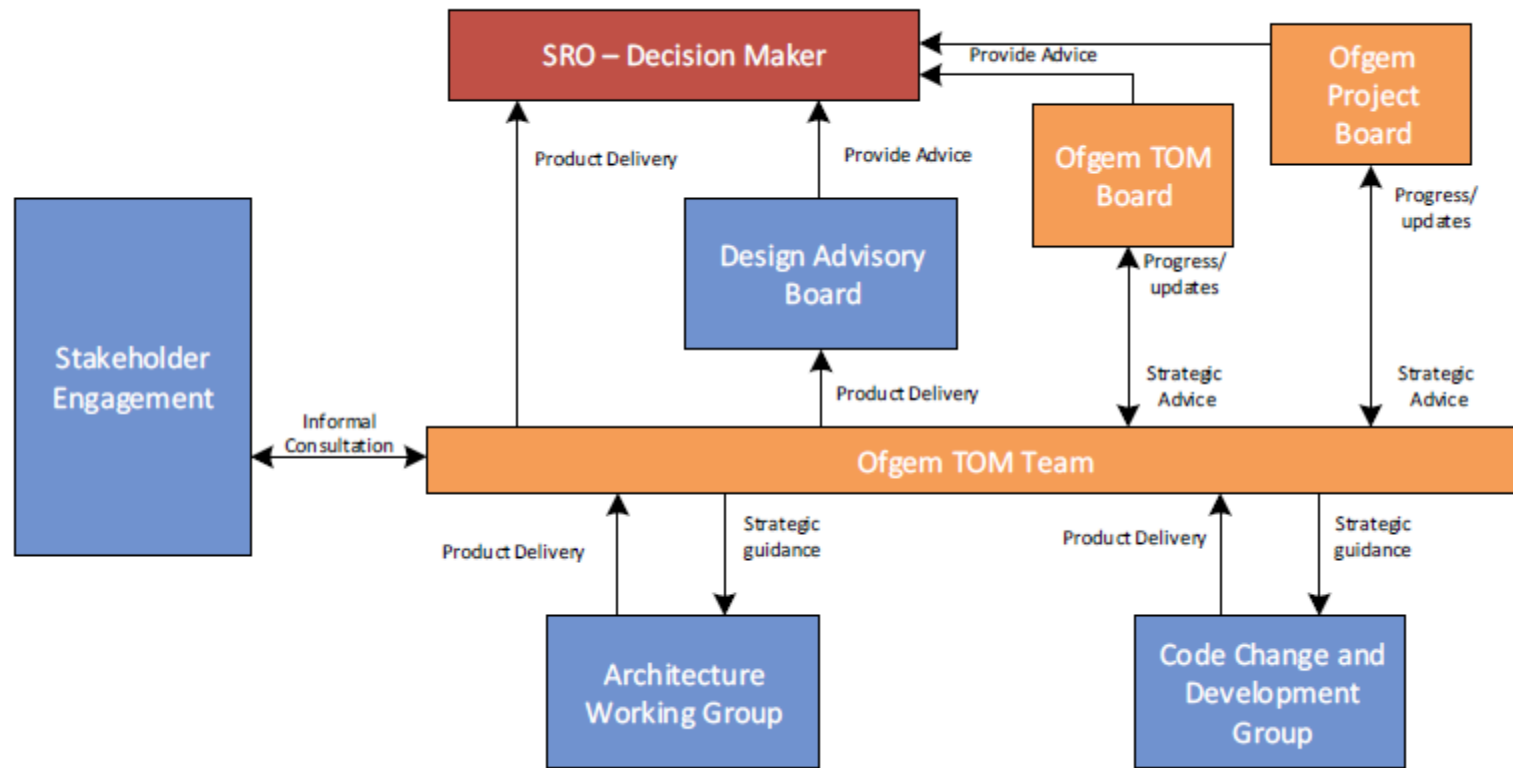 SRO – Decision Maker
Provide Advice
Ofgem
Project
Board
Ofgem TOM
Board
Product Delivery
Provide Advice
Progress/
updates
Stakeholder
Engagement
Design Advisory
Board
Progress/
updates
Informal
Consultation
Product Delivery
Strategic
Advice
Strategic
Advice
Ofgem TOM Team
Product Delivery
Strategic
guidance
Product Delivery
Strategic
guidance
Architecture
Working Group
Code Change and
Development
Group